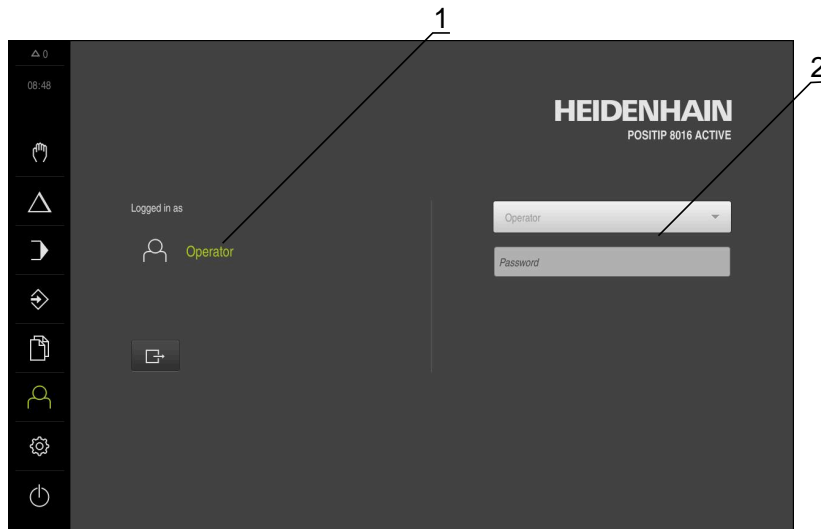 1
2
0
08:48
HEIDENHAIN
POSITIP 8016 ACTIVE
Logged in as
Operator
Operator
Password